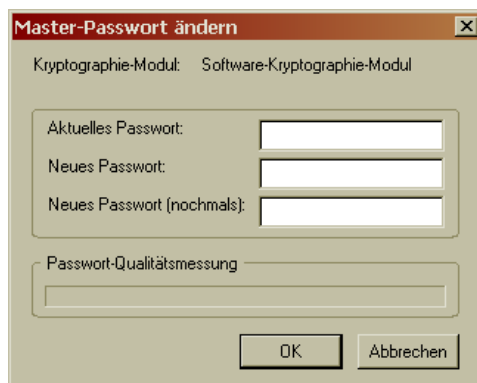 Master-Passwort ändern
Kryptographie-Modul: Software-Kryptographie-Modul
Aktuelles Passwort:
Neues Passwort:
Neues Passwort (nochmals):
Passwort-Qualitätsmessung
OK Abbrechen